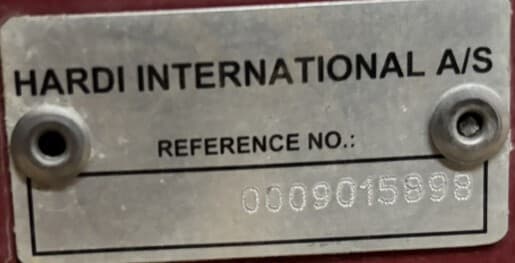 HARDI INTERNATIONAL A/S
REFERENCE NO.:
0009015898